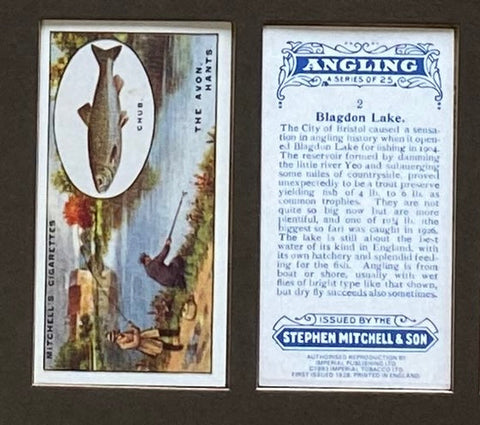 MITCHELL'S CIGARETTES
CHUB.
THE AVON,
HANTS
ANGLING
A SERIES OF 25
2
Blagdon Lake.
The City of Bristol caused a sensa-
tion in angling history when it open-
ed Blagdon Lake for fishing in 1904.
The reservoir formed by damming
the little river Yeo and submerging
some miles of countryside, proved
unexpectedly to be a trout preserve
yielding fish of 4 lb. to 6 lb. as
common trophies. They are not
quite so big now but are more
plentiful, and one of 10¼ lb. (the
biggest so far) was caught in 1926.
The lake is still about the best
water of its kind in England, with
its own hatchery and splendid feed-
ing for the fish. Angling is from
boat or shore, usually with wet
flies of bright type like that shown,
but dry fly succeeds also sometimes.
ISSUED BY THE
STEPHEN MITCHELL & SON
AUTHORISED REPRODUCTION BY
IMPERIAL PUBLISHING LTD
IMPERIAL TOBACCO LTD
FIRST ISSUED 1928. PRINTED IN ENGLAND.